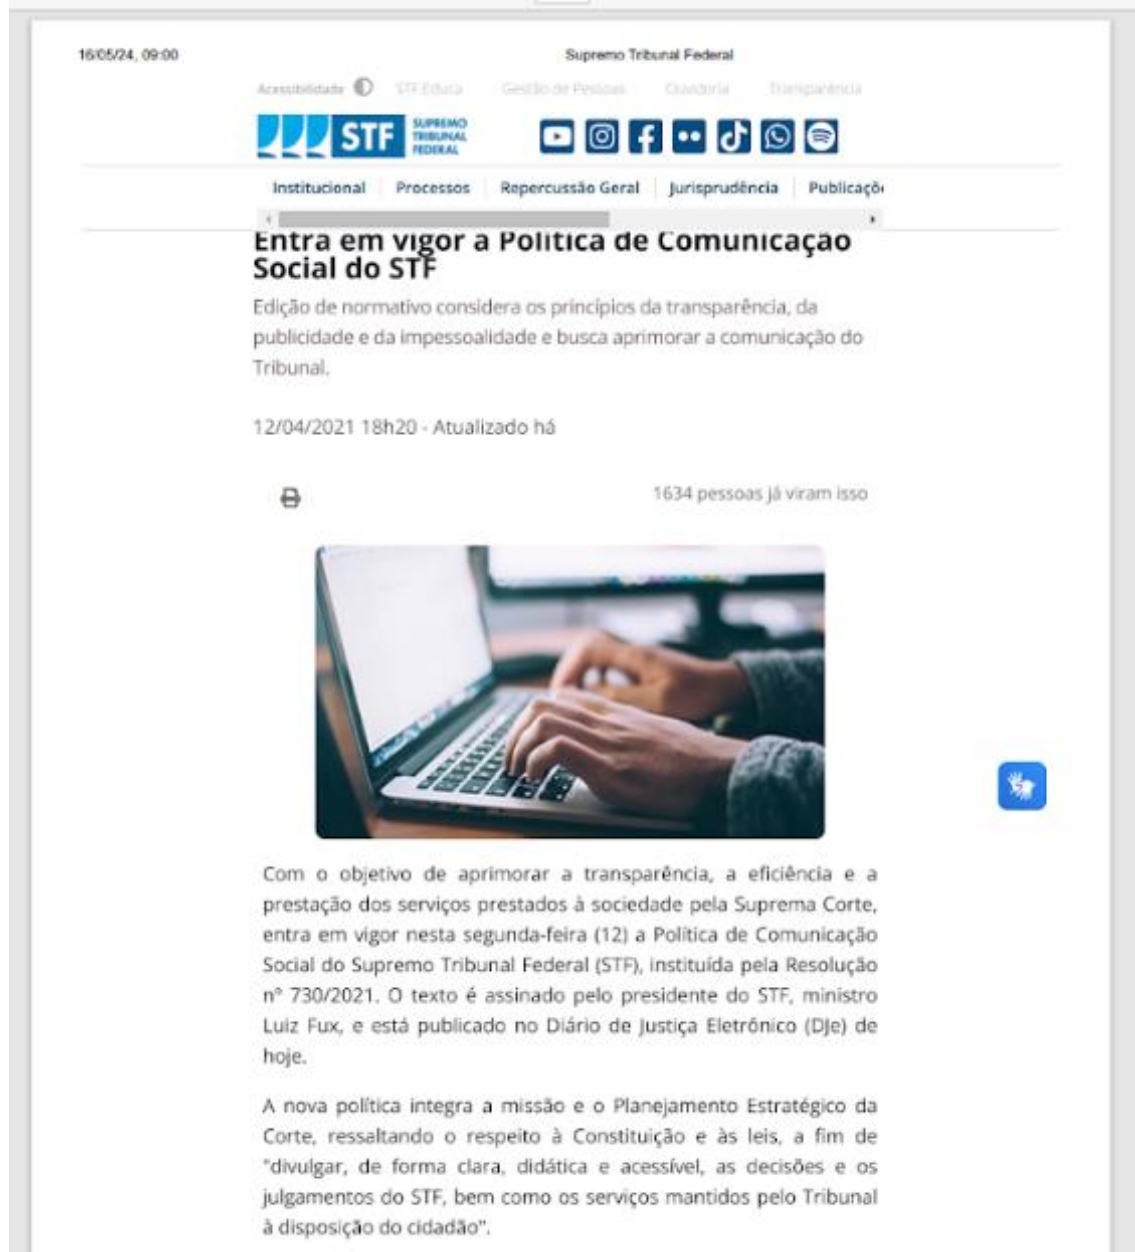 16/05/24, 09:00
Supremo Tribunal Federal
Acessibilidade STF Educa Gestão de Pessoas Ouvidoria Transparência
STF SUPREMO
TRIBUNAL
FEDERAL
Institucional Processos Repercussão Geral Jurisprudência Publicaçõ
Entra em vigor a Política de Comunicação
Social do STF
Edição de normativo considera os princípios da transparência, da
publicidade e da impessoalidade e busca aprimorar a comunicação do
Tribunal.
12/04/2021 18h20 - Atualizado há
1634 pessoas já viram isso
Com o objetivo de aprimorar a transparência, a eficiência e a
prestação dos serviços prestados à sociedade pela Suprema Corte,
entra em vigor nesta segunda-feira (12) a Política de Comunicação
Social do Supremo Tribunal Federal (STF), instituída pela Resolução
nº 730/2021. O texto é assinado pelo presidente do STF, ministro
Luiz Fux, e está publicado no Diário de Justiça Eletrônico (DJe) de
hoje.
A nova política integra a missão e o Planejamento Estratégico da
Corte, ressaltando o respeito à Constituição e às leis, a fim de
"divulgar, de forma clara, didática e acessível, as decisões e os
julgamentos do STF, bem como os serviços mantidos pelo Tribunal
à disposição do cidadão".